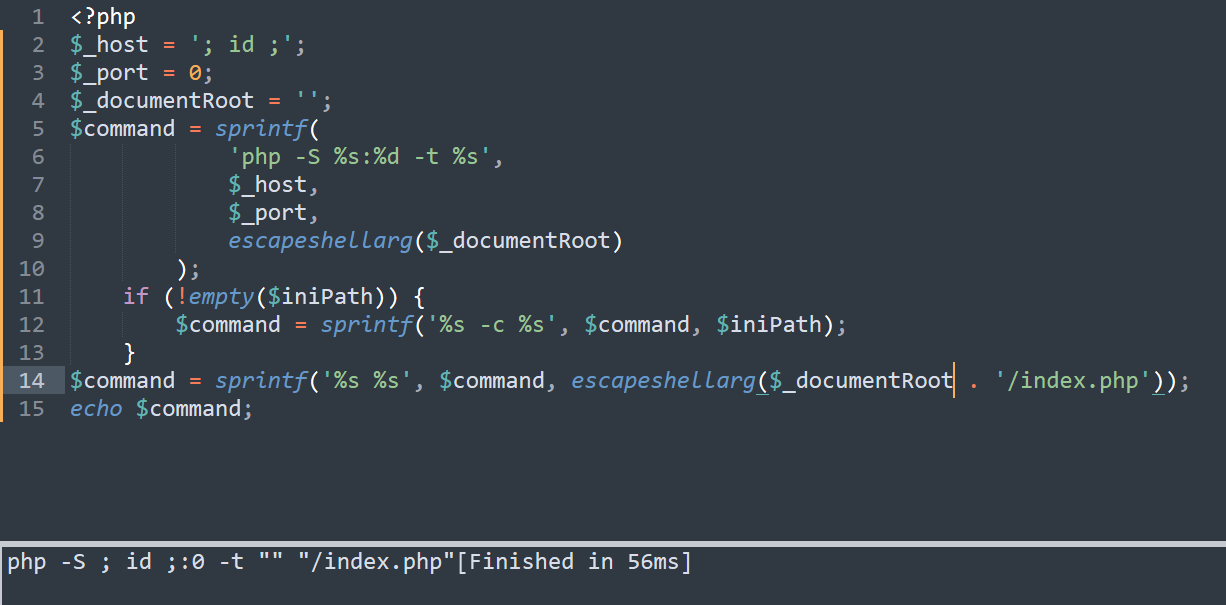 1 <?php
2 $_host = '; id ;';
3 $_port = 0;
4 $_documentRoot = '';
5 $command = sprintf(
6             'php -S %s:%d -t %s',
7             $_host,
8             $_port,
9             escapeshellarg($_documentRoot)
10         );
11     if (!empty($iniPath)) {
12         $command = sprintf('%s -c %s', $command, $iniPath);
13     }
14 $command = sprintf('%s %s', $command, escapeshellarg($_documentRoot . '/index.php'));
15 echo $command;
php -S ; id ;:0 -t "" "/index.php"[Finished in 56ms]